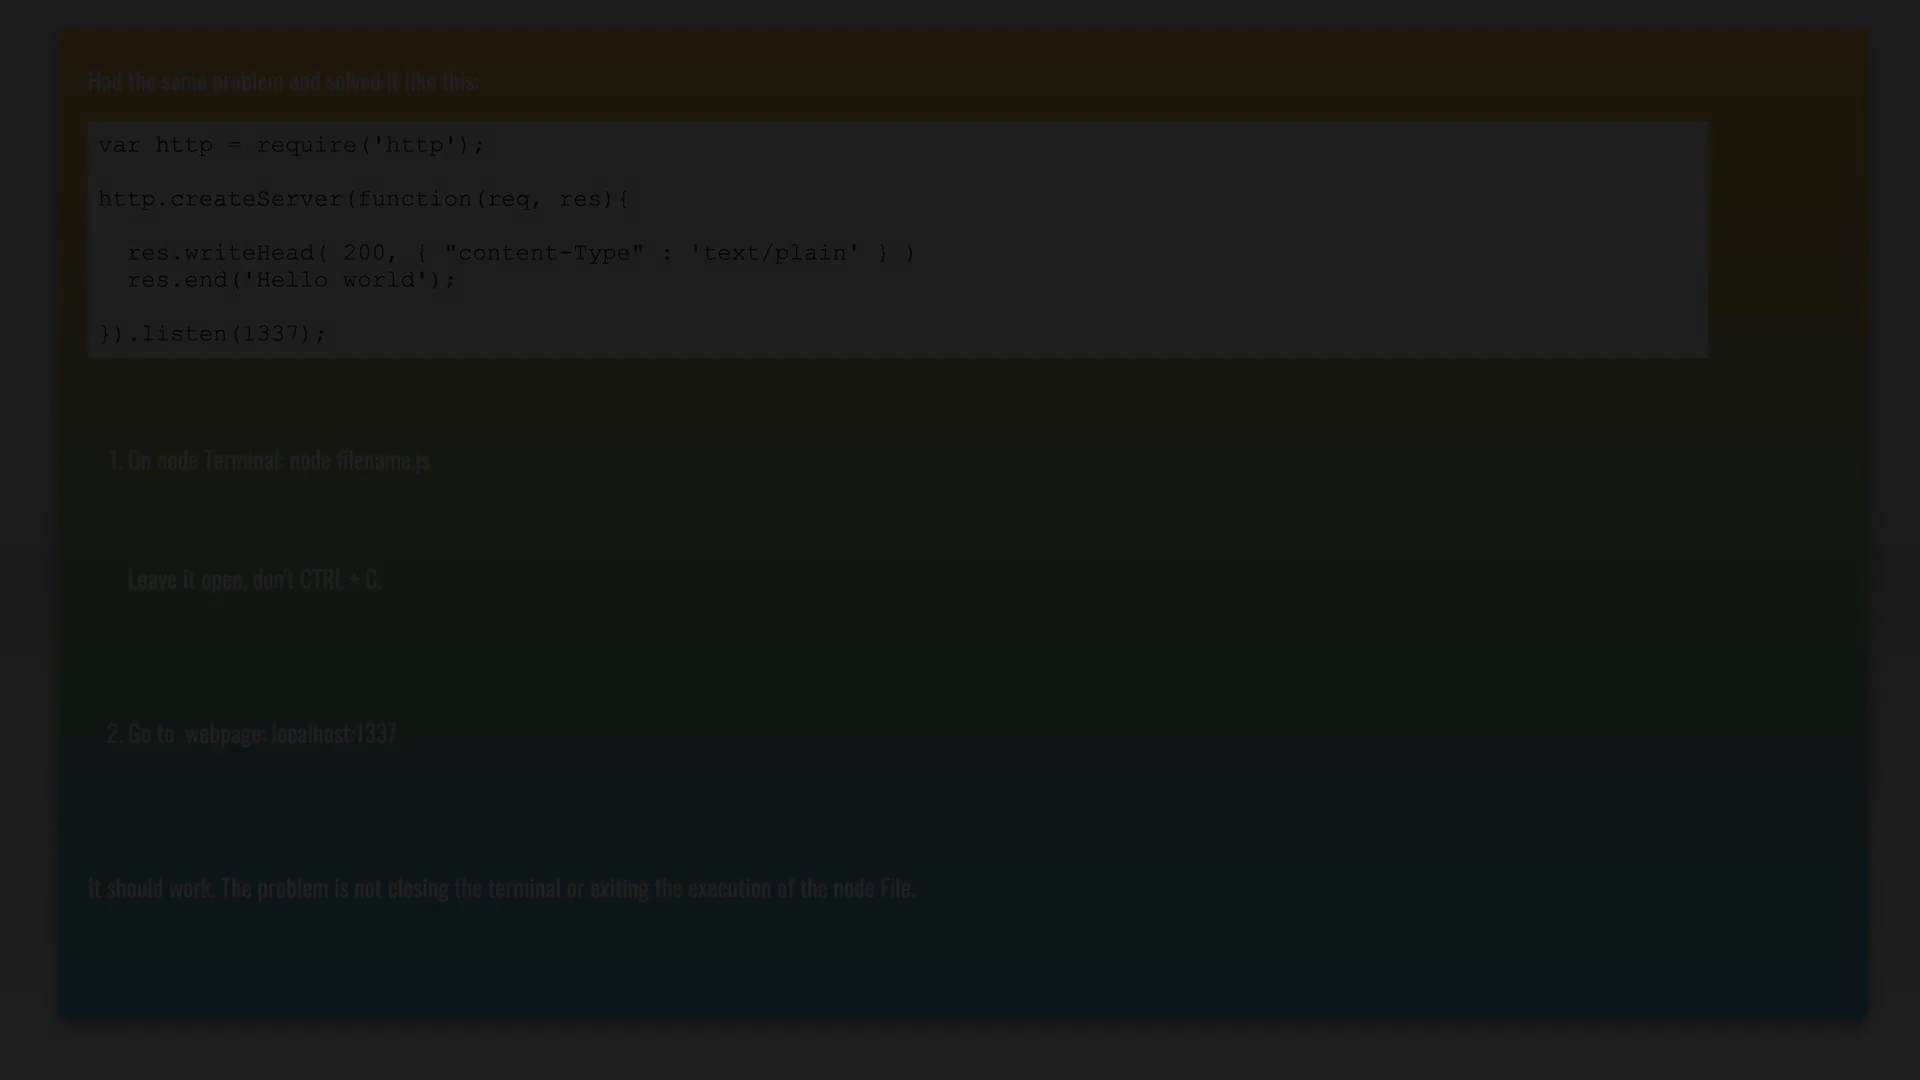 Had the same problem and solved it like this:
var http = require('http');
http.createServer(function(req, res){
res.writeHead( 200, { "content-Type" : 'text/plain' } )
res.end('Hello world');
}).listen(1337);
1. On node Terminal: node filename.js
Leave it open, don't CTRL + C.
2. Go to  webpage: localhost:1337
It should work. The problem is not closing the terminal or exiting the execution of the node File.